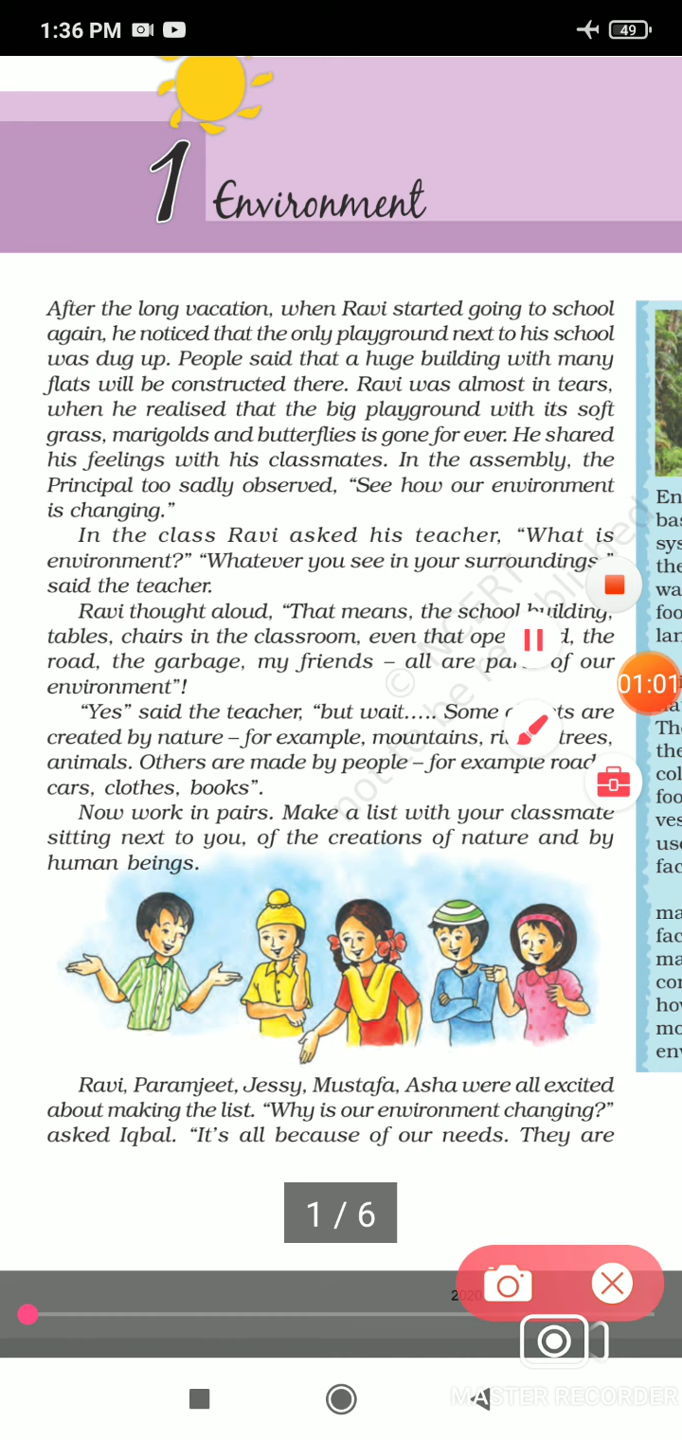 1:36 PM
49
1 Environment
After the long vacation, when Ravi started going to school
again, he noticed that the only playground next to his school
was dug up. People said that a huge building with many
flats will be constructed there. Ravi was almost in tears,
when he realised that the big playground with its soft
grass, marigolds and butterflies is gone for ever. He shared
his feelings with his classmates. In the assembly, the
Principal too sadly observed, “See how our environment
is changing.”
In the class Ravi asked his teacher, “What is
environment?” “Whatever you see in your surroundings,”
said the teacher.
Ravi thought aloud, “That means, the school building,
tables, chairs in the classroom, even that the
road, the garbage, my friends – all are of our
environment”!
“Yes” said the teacher, “but wait….. Some are
created by nature – for example, mountains, trees,
animals. Others are made by people – for example
cars, clothes, books”.
Now work in pairs. Make a list with your classmate
sitting next to you, of the creations of nature and by
human beings.
Ravi, Paramjeet, Jessy, Mustafa, Asha were all excited
about making the list. “Why is our environment changing?”
asked Iqbal. “It’s all because of our needs. They are
© NCERT
not to be
01:01
1 / 6
MASTER RECORDER